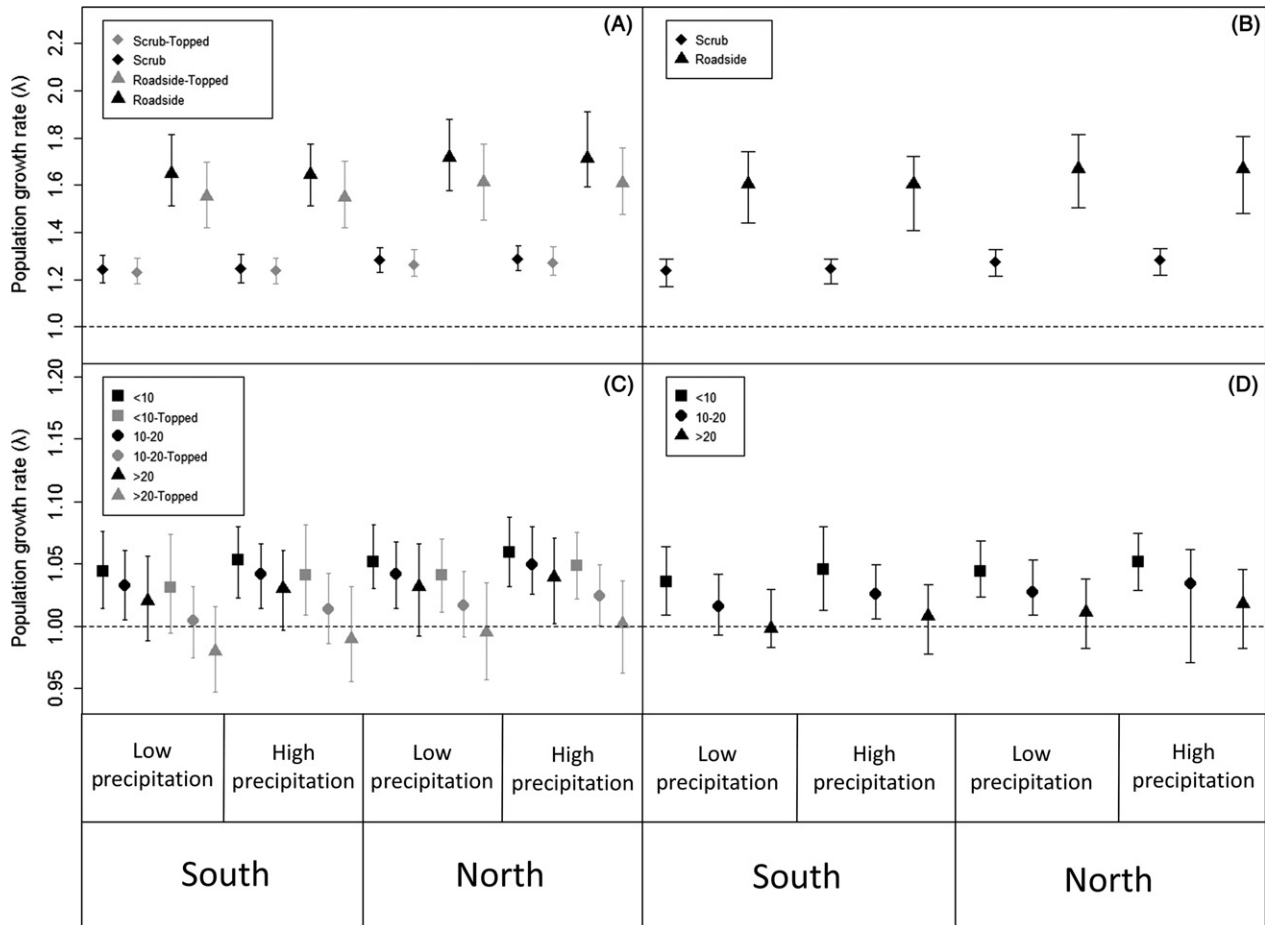 (A)
Population growth rate (λ)
2.2
2.0
1.8
1.6
1.4
1.2
1.0
Scrub-Topped
Scrub
Roadside-Topped
Roadside
(B)
Scrub
Roadside
(C)
Population growth rate (λ)
1.20
1.15
1.10
1.05
1.00
0.95
<10
<10-Topped
10-20
10-20-Topped
>20
>20-Topped
(D)
<10
10-20
>20
Low
precipitation
High
precipitation
Low
precipitation
High
precipitation
Low
precipitation
High
precipitation
Low
precipitation
High
precipitation
South
North
South
North